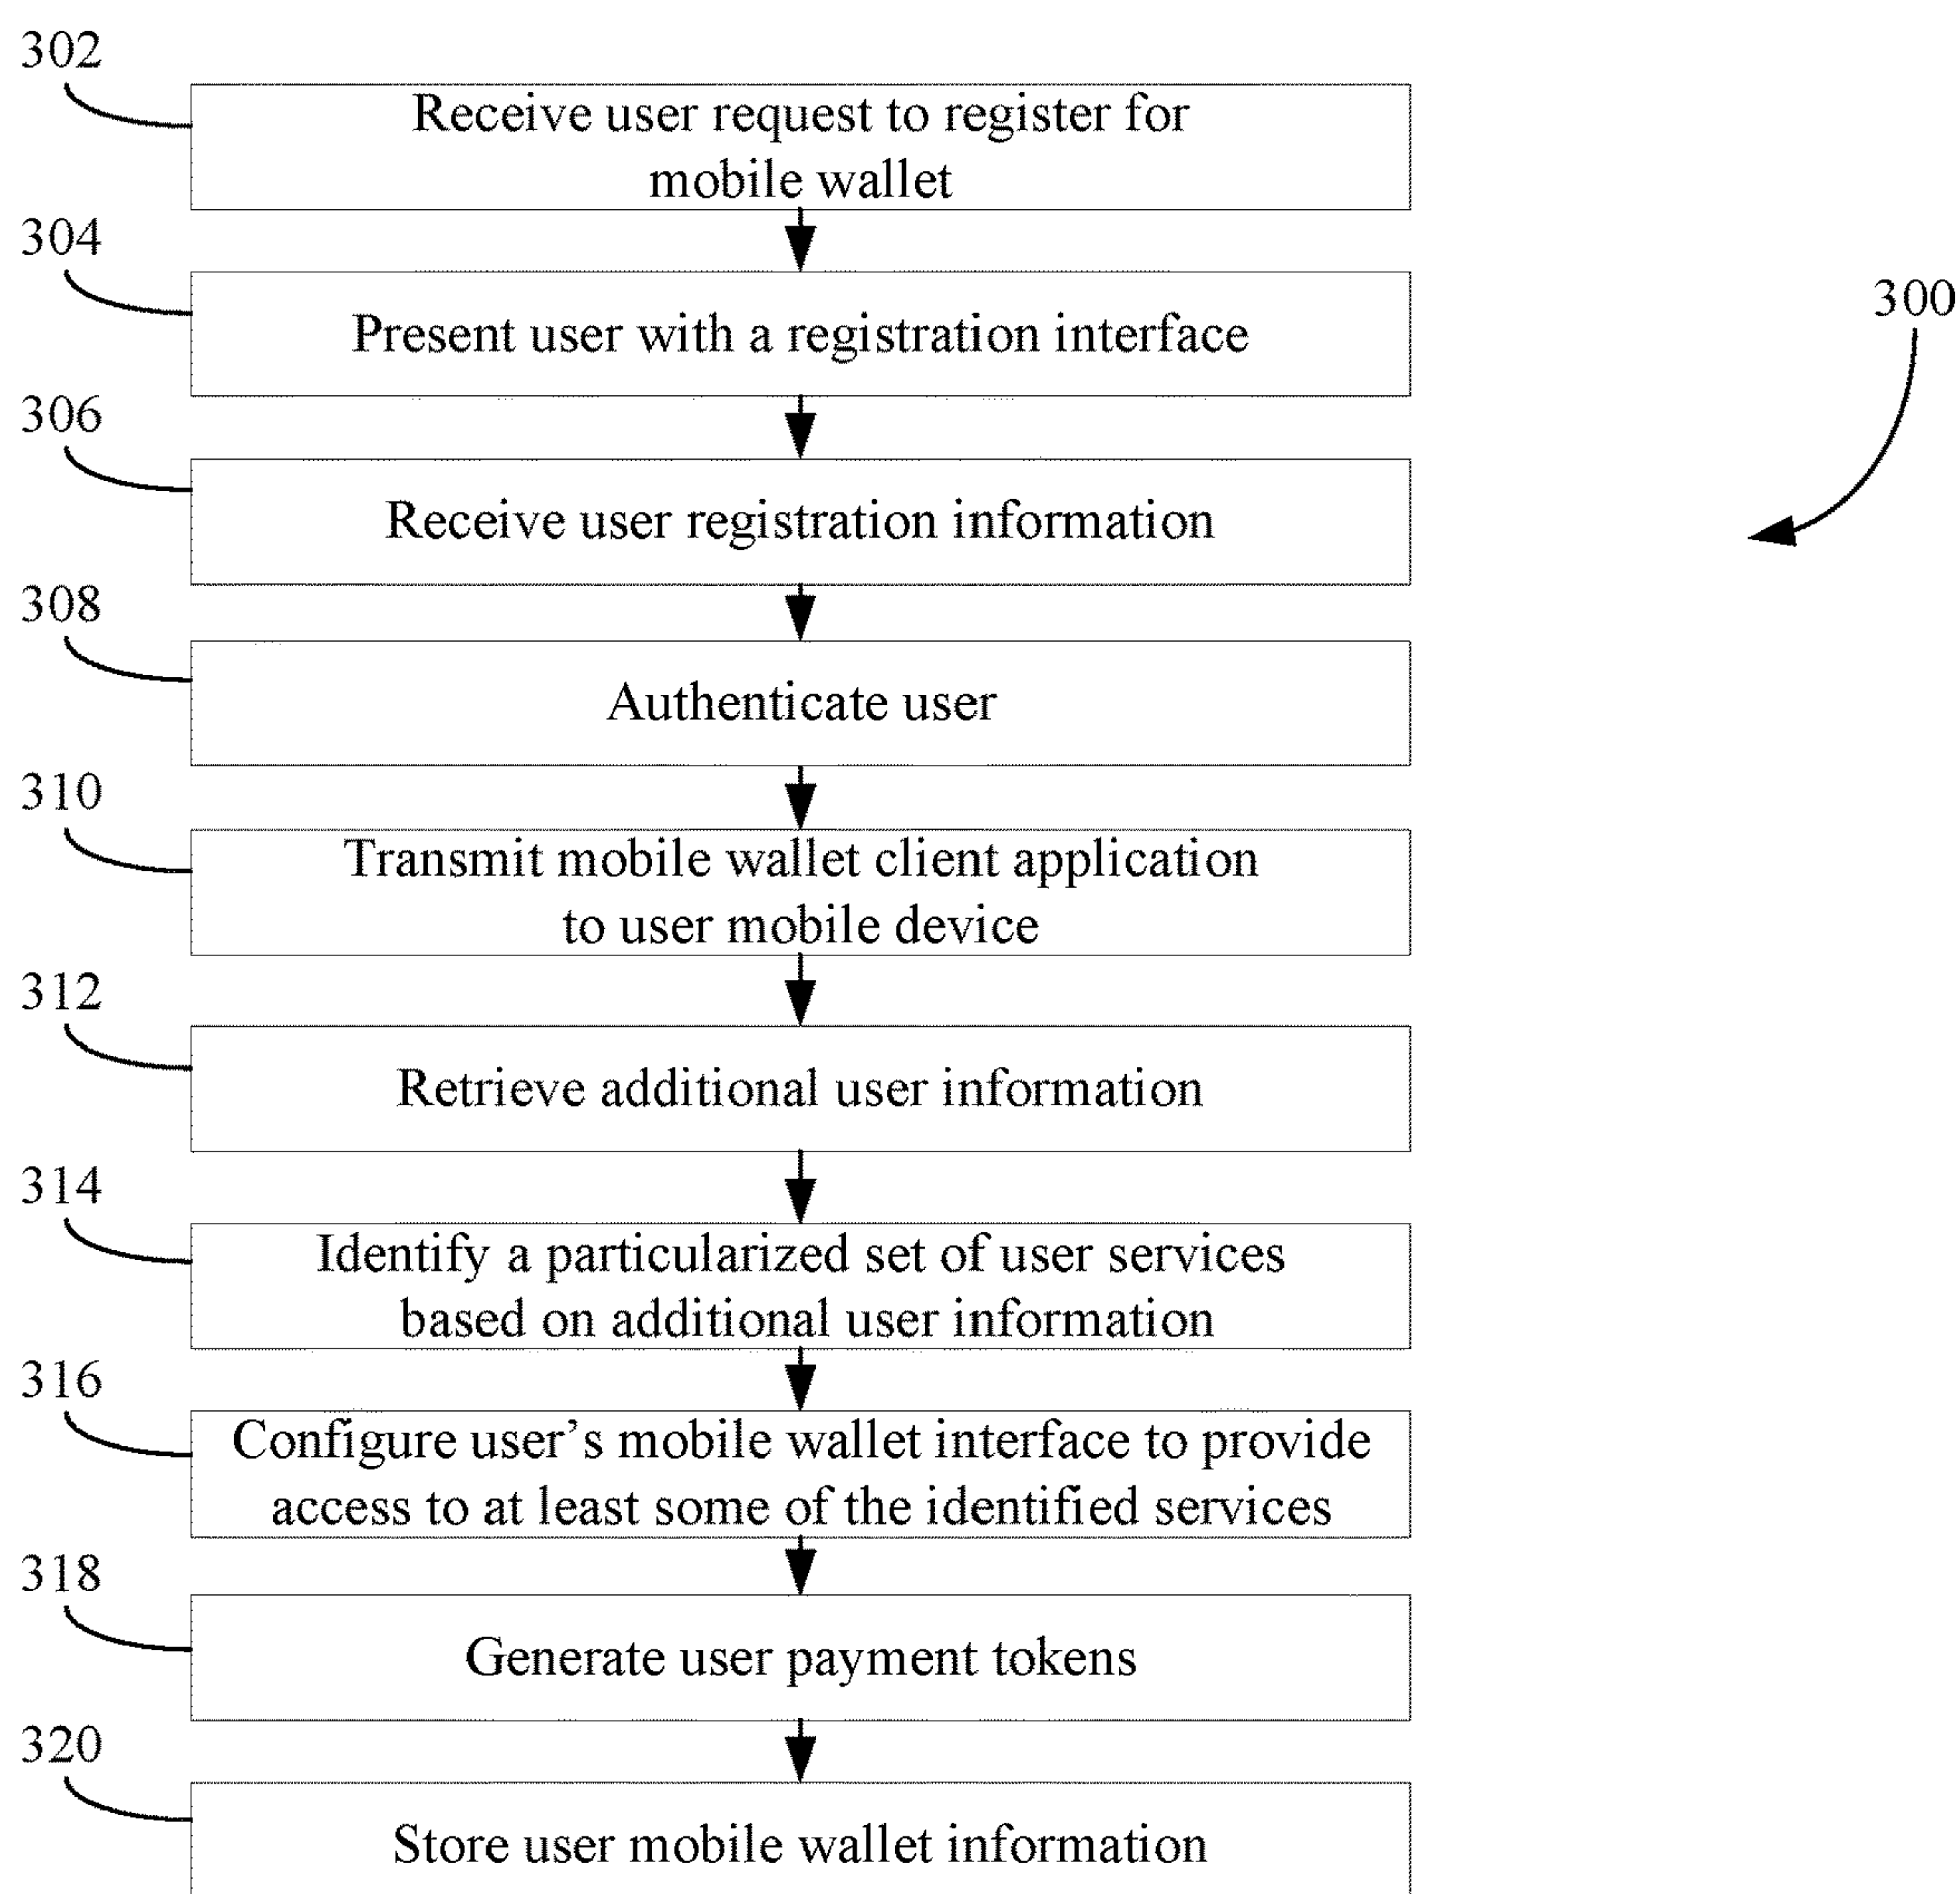 302
Receive user request to register for
mobile wallet
304
Present user with a registration interface
300
306
Receive user registration information
308
Authenticate user
310
Transmit mobile wallet client application
to user mobile device
312
Retrieve additional user information
314
Identify a particularized set of user services
based on additional user information
316
Configure user’s mobile wallet interface to provide
access to at least some of the identified services
318
Generate user payment tokens
320
Store user mobile wallet information